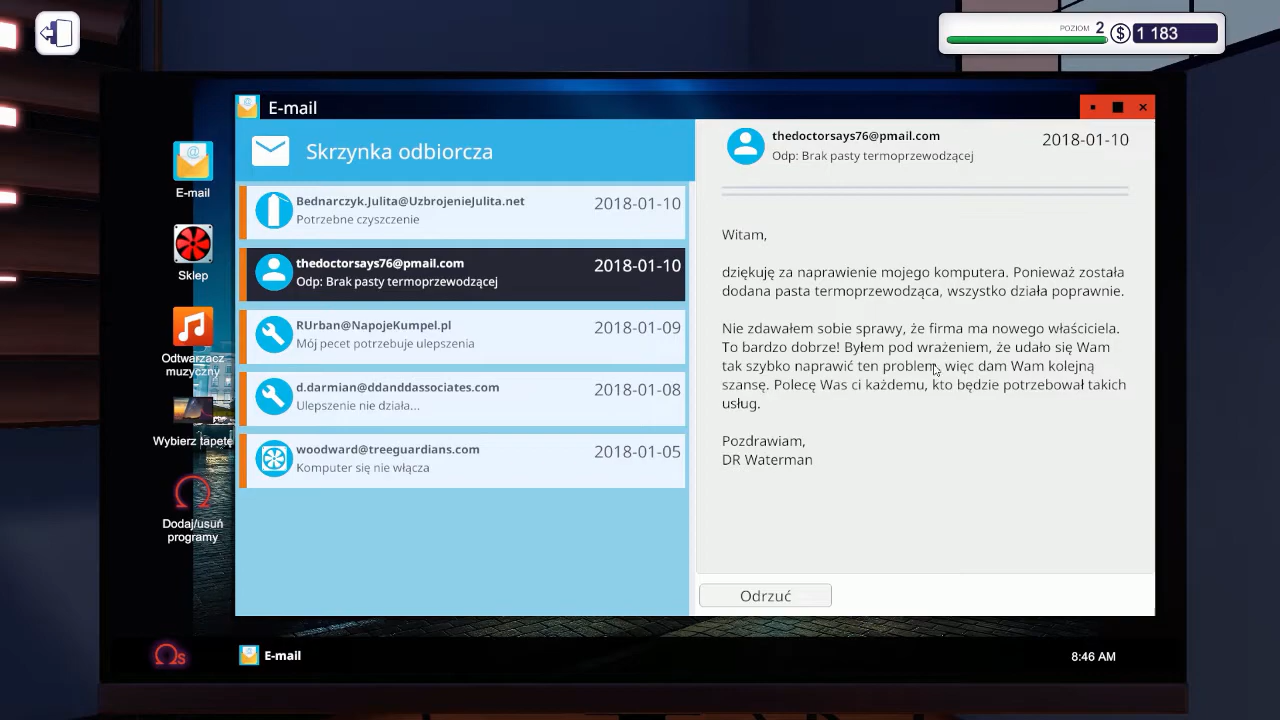 POZIOM 2 $ 1 183
E-mail
Skrzynka odbiorcza
Bednarczyk.Julita@UzbrojenieJulita.net 2018-01-10
Potrzebne czyszczenie
thedoctorsays76@pmail.com 2018-01-10
Odp: Brak pasty termoprzewodzącej
RUrban@NapojeKumpel.pl 2018-01-09
Mój pecet potrzebuje ulepszenia
d.darmian@ddanddassociates.com 2018-01-08
Ulepszenie nie działa...
woodward@treeguardians.com 2018-01-05
Komputer się nie włącza
thedoctorsays76@pmail.com 2018-01-10
Odp: Brak pasty termoprzewodzącej
Witam,
dziękuję za naprawienie mojego komputera. Ponieważ została
dodana pasta termoprzewodząca, wszystko działa poprawnie.
Nie zdawałem sobie sprawy, że firma ma nowego właściciela.
To bardzo dobrze! Byłem pod wrażeniem, że udało się Wam
tak szybko naprawić ten problem, więc dam Wam kolejną
szansę. Polecę Was ci każdemu, kto będzie potrzebował takich
usług.
Pozdrawiam,
DR Waterman
Odrzuć
E-mail
Sklep
Odtwarzacz
muzyczny
Wybierz tapetę
Dodaj/usuń
programy
Ωs
E-mail
8:46 AM